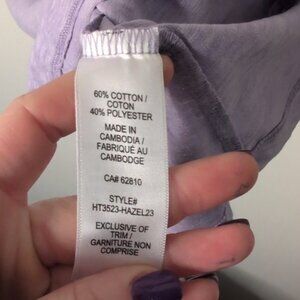 60% COTTON /
COTON
40% POLYESTER
MADE IN
CAMBODIA /
FABRIQUÉ AU
CAMBODGE
CA# 62810
STYLE#
HT3523-HAZEL23
EXCLUSIVE OF
TRIM /
GARNITURE NON
COMPRISE